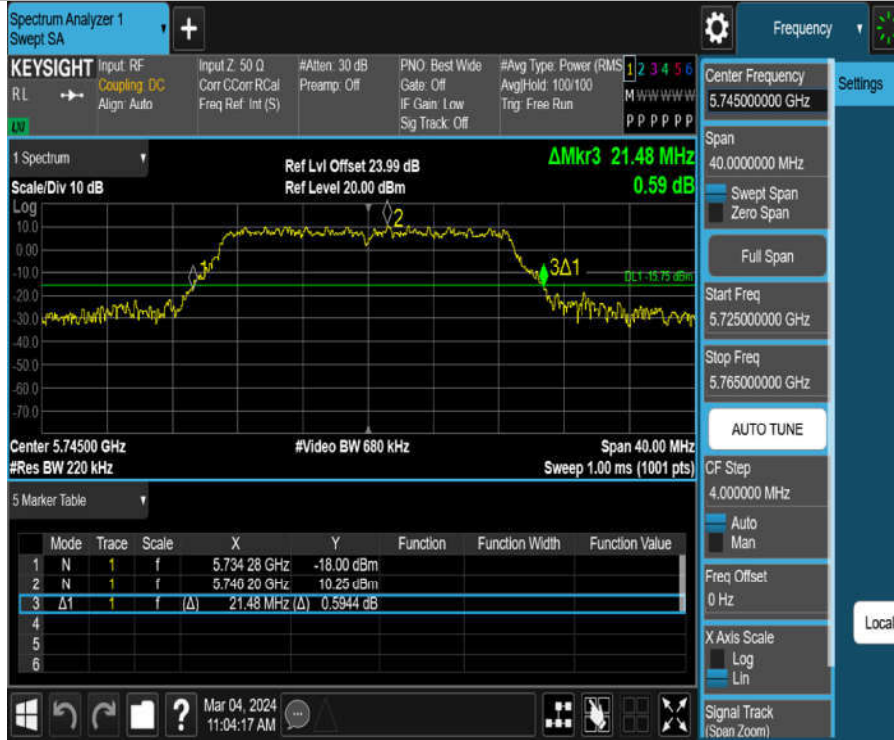 Spectrum Analyzer 1
Swept SA
+
Frequency
KEYSIGHT
RL
LXI
Input: RF
Coupling: DC
Align: Auto
Input Z: 50 Ω
Corr CCorr RCal
Freq Ref: Int (S)
#Atten: 30 dB
Preamp: Off
PNO: Best Wide
Gate: Off
IF Gain: Low
Sig Track: Off
#Avg Type: Power (RMS
Avg|Hold: 100/100
Trig: Free Run
1 2 3 4 5 6
M W W W W W
P P P P P P
1 Spectrum
Scale/Div 10 dB
Ref Lvl Offset 23.99 dB
Ref Level 20.00 dBm
ΔMkr3 21.48 MHz
0.59 dB
Log
10.0
0.00
-10.0
-20.0
-30.0
-40.0
-50.0
-60.0
-70.0
1
2
3Δ1
DL1 -15.75 dBm
Center 5.74500 GHz
#Res BW 220 kHz
#Video BW 680 kHz
Span 40.00 MHz
Sweep 1.00 ms (1001 pts)
5 Marker Table
Mode Trace Scale X Y Function Function Width Function Value
1 N 1 f 5.734 28 GHz -18.00 dBm
2 N 1 f 5.746 20 GHz 10.25 dBm
3 Δ1 1 f (Δ) 21.48 MHz (Δ) 0.5944 dB
4
5
6
Mar 04, 2024
11:04:17 AM
?
Center Frequency
5.745000000 GHz
Span
40.0000000 MHz
Swept Span
Zero Span
Full Span
Start Freq
5.725000000 GHz
Stop Freq
5.765000000 GHz
AUTO TUNE
CF Step
4.000000 MHz
Auto
Man
Freq Offset
0 Hz
X Axis Scale
Log
Lin
Signal Track
(Span Zoom)
Settings
Local